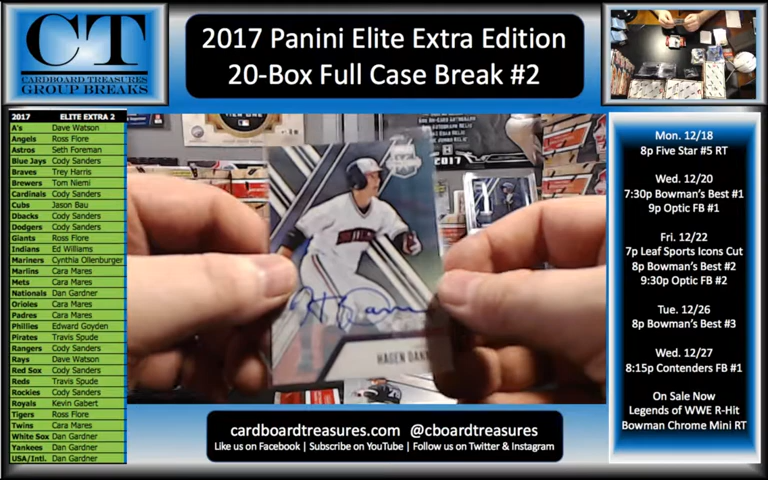 CT
CARDBOARD TREASURES
GROUP BREAKS
2017 Panini Elite Extra Edition
20-Box Full Case Break #2
2017 ELITE EXTRA 2
A's Dave Watson
Angels Ross Flore
Astros Seth Foreman
Blue Jays Cody Sanders
Braves Trey Harris
Brewers Tom Niemi
Cardinals Cody Sanders
Cubs Jason Bau
Dbacks Cody Sanders
Dodgers Cody Sanders
Giants Ross Flore
Indians Ed Williams
Mariners Cynthia Ollenburger
Marlins Cara Mares
Mets Cara Mares
Nationals Dan Gardner
Orioles Cara Mares
Padres Cara Mares
Phillies Edward Goyden
Pirates Travis Spude
Rangers Cody Sanders
Rays Dave Watson
Red Sox Cody Sanders
Reds Travis Spude
Rockies Cody Sanders
Royals Kevin Gabert
Tigers Ross Flore
Twins Cara Mares
White Sox Dan Gardner
Yankees Dan Gardner
USA/Intl. Dan Gardner
2017
HAGEN
Mon. 12/18
8p Five Star #5 RT
Wed. 12/20
7:30p Bowman's Best #1
9p Optic FB #1
Fri. 12/22
7p Leaf Sports Icons Cut
8p Bowman's Best #2
9:30p Optic FB #2
Tue. 12/26
8p Bowman's Best #3
Wed. 12/27
8:15p Contenders FB #1
On Sale Now
Legends of WWE R-Hit
Bowman Chrome Mini RT
cardboardtreasures.com @cboardtreasures
Like us on Facebook | Subscribe on YouTube | Follow us on Twitter & Instagram